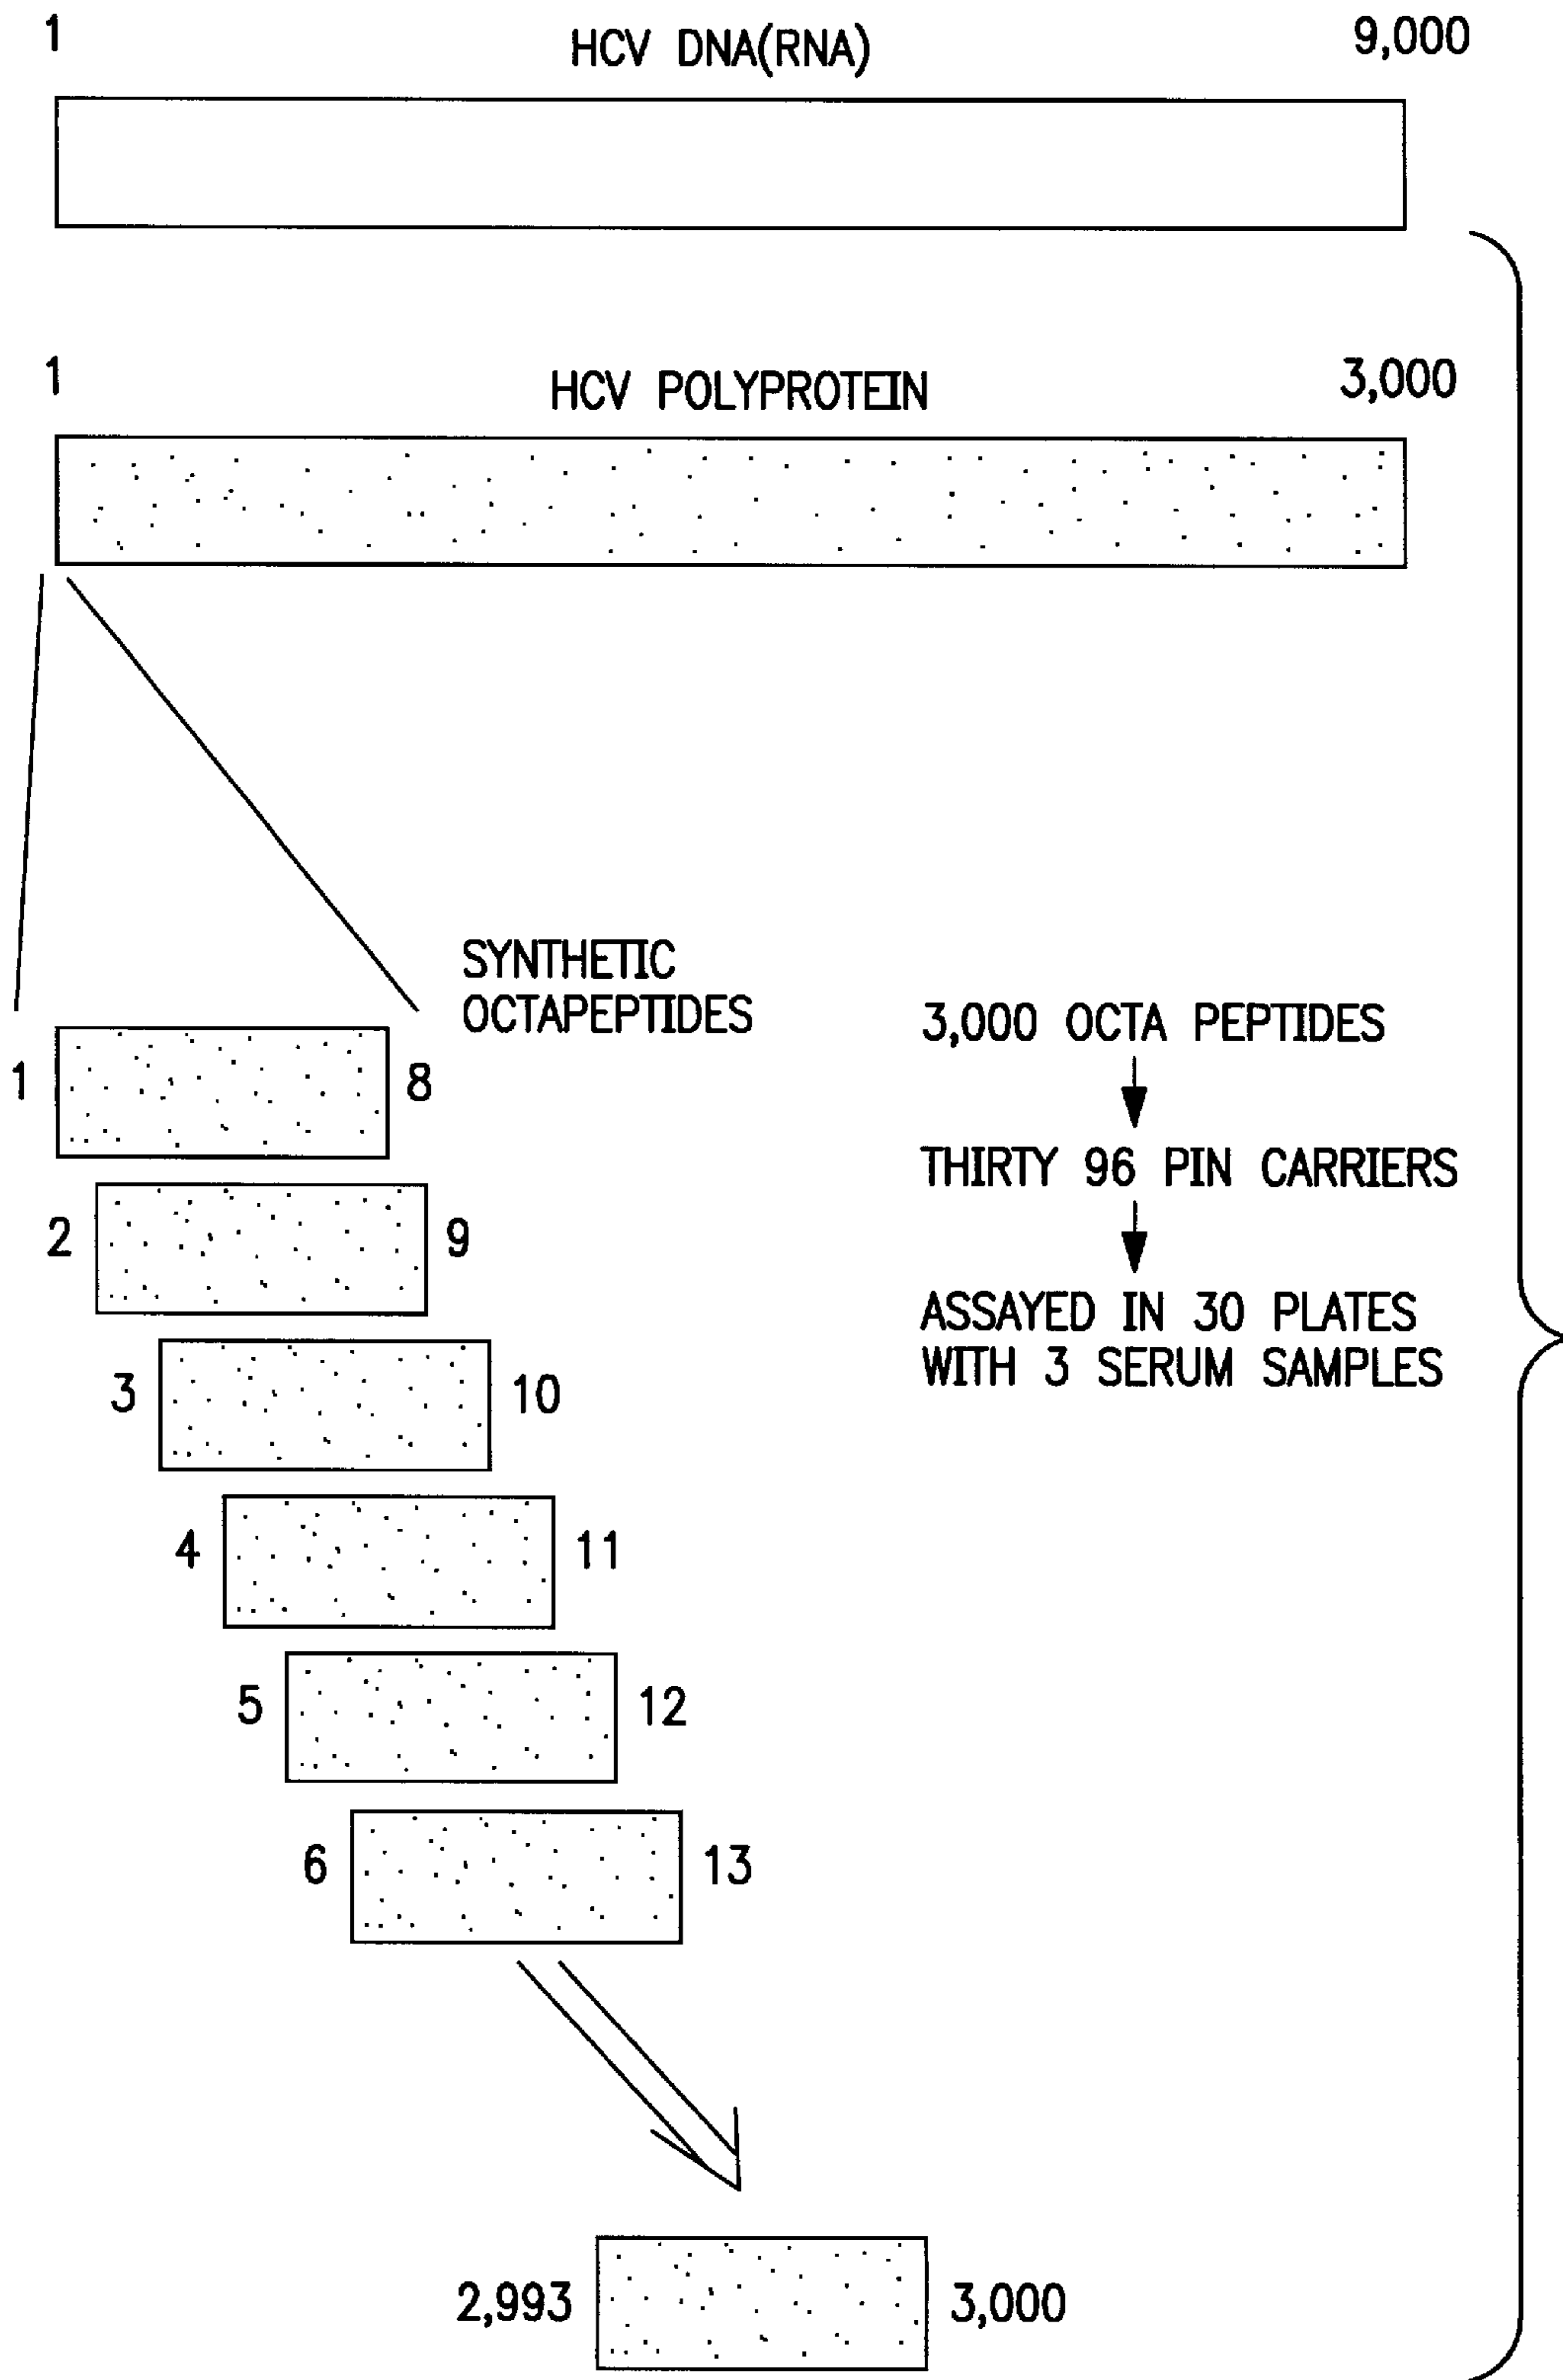 1 HCV DNA(RNA) 9,000
1 HCV POLYPROTEIN 3,000
SYNTHETIC
OCTAPEPTIDES
1 8
2 9
3 10
4 11
5 12
6 13
2,993 3,000
3,000 OCTA PEPTIDES
THIRTY 96 PIN CARRIERS
ASSAYED IN 30 PLATES
WITH 3 SERUM SAMPLES